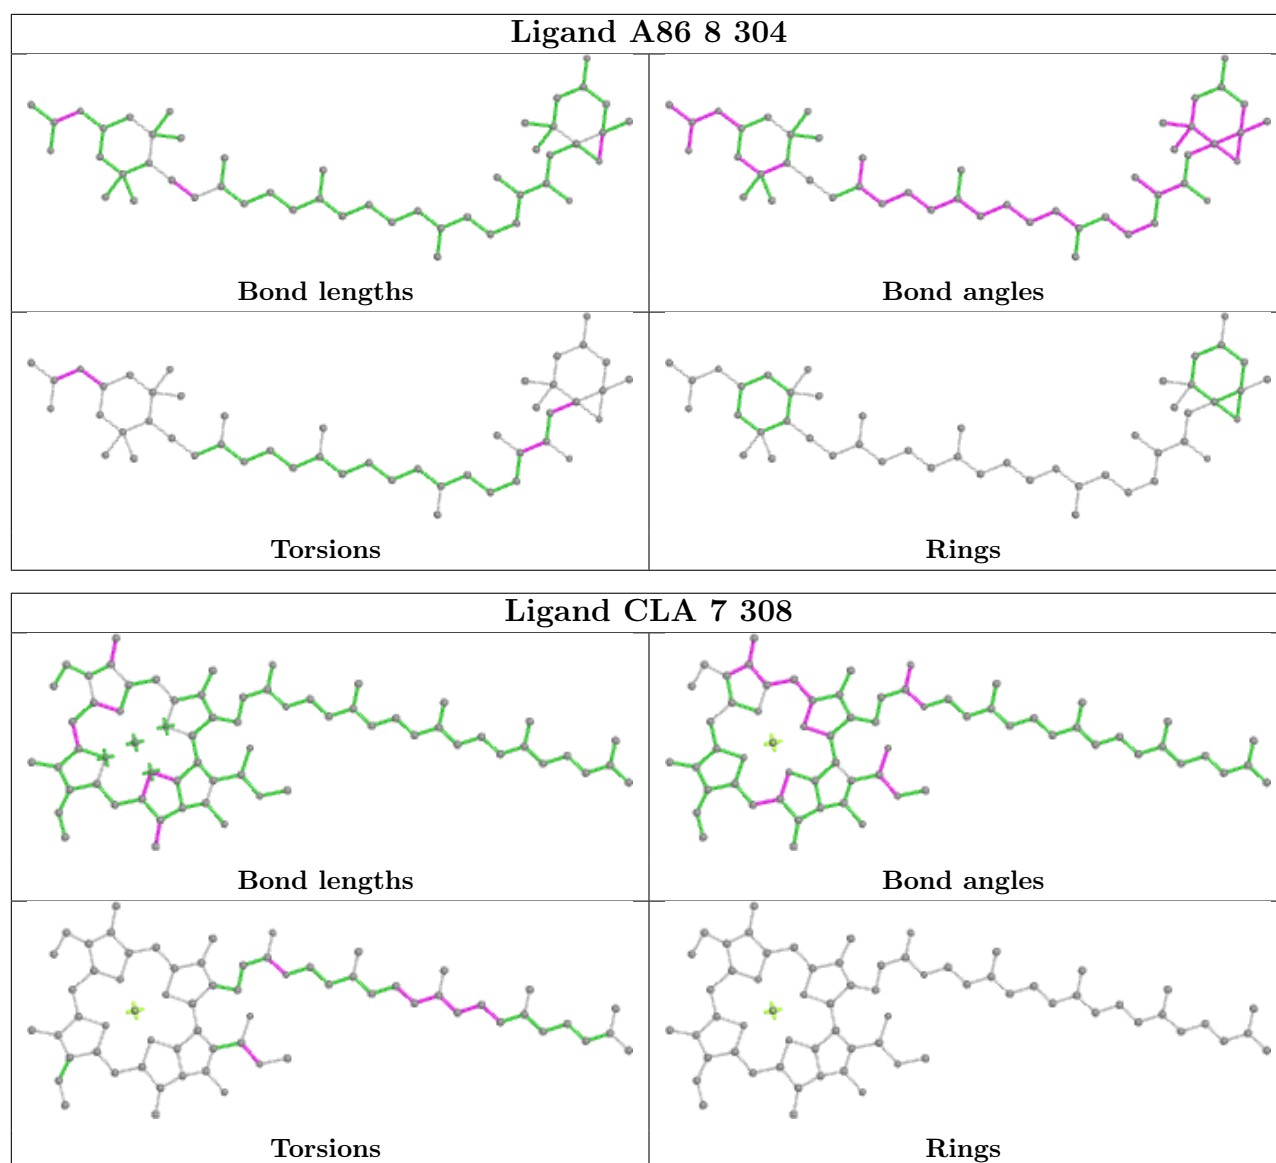 Ligand A86 8 304
Bond lengths
Bond angles
Torsions
Rings
Ligand CLA 7 308
Bond lengths
Bond angles
Torsions
Rings